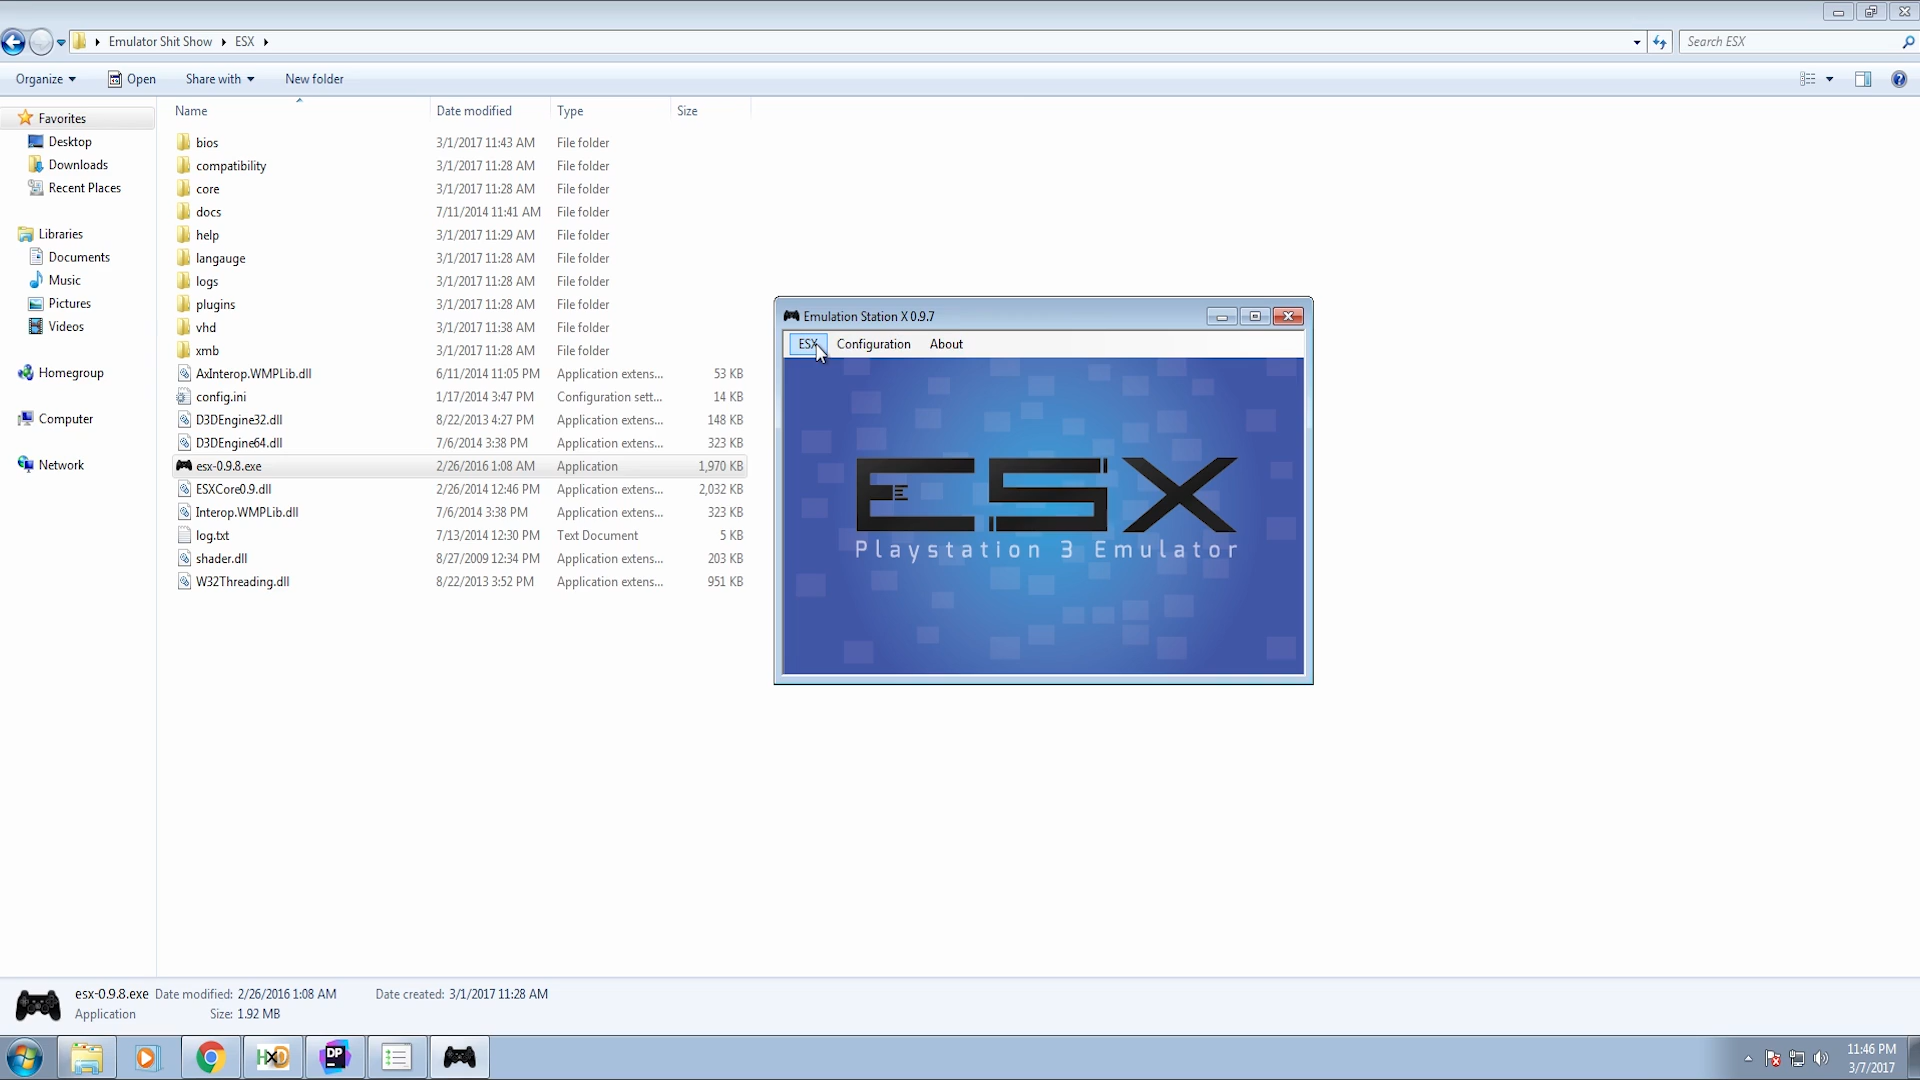 Emulator Shit Show
ESX
Search ESX
Organize
Open
Share with
New folder
Favorites
Desktop
Downloads
Recent Places
Libraries
Documents
Music
Pictures
Videos
Homegroup
Computer
Network
Name Date modified Type Size
bios 3/1/2017 11:43 AM File folder
compatibility 3/1/2017 11:28 AM File folder
core 3/1/2017 11:28 AM File folder
docs 7/11/2014 11:41 AM File folder
help 3/1/2017 11:29 AM File folder
langauge 3/1/2017 11:28 AM File folder
logs 3/1/2017 11:28 AM File folder
plugins 3/1/2017 11:28 AM File folder
vhd 3/1/2017 11:38 AM File folder
xmb 3/1/2017 11:28 AM File folder
AxInterop.WMPLib.dll 6/11/2014 11:05 PM Application extens... 53 KB
config.ini 1/17/2014 3:47 PM Configuration sett... 14 KB
D3DEngine32.dll 8/22/2013 4:27 PM Application extens... 148 KB
D3DEngine64.dll 7/6/2014 3:38 PM Application extens... 323 KB
esx-0.9.8.exe 2/26/2016 1:08 AM Application 1,970 KB
ESXCore0.9.dll 2/26/2014 12:46 PM Application extens... 2,032 KB
Interop.WMPLib.dll 7/6/2014 3:38 PM Application extens... 323 KB
log.txt 7/13/2014 12:30 PM Text Document 5 KB
shader.dll 8/27/2009 12:34 PM Application extens... 203 KB
W32Threading.dll 8/22/2013 3:52 PM Application extens... 951 KB
Emulation Station X 0.9.7
ESX Configuration About
ESX
Playstation 3 Emulator
esx-0.9.8.exe Date modified: 2/26/2016 1:08 AM Date created: 3/1/2017 11:28 AM
Application Size: 1.92 MB
HXD
DP
11:46 PM
3/7/2017